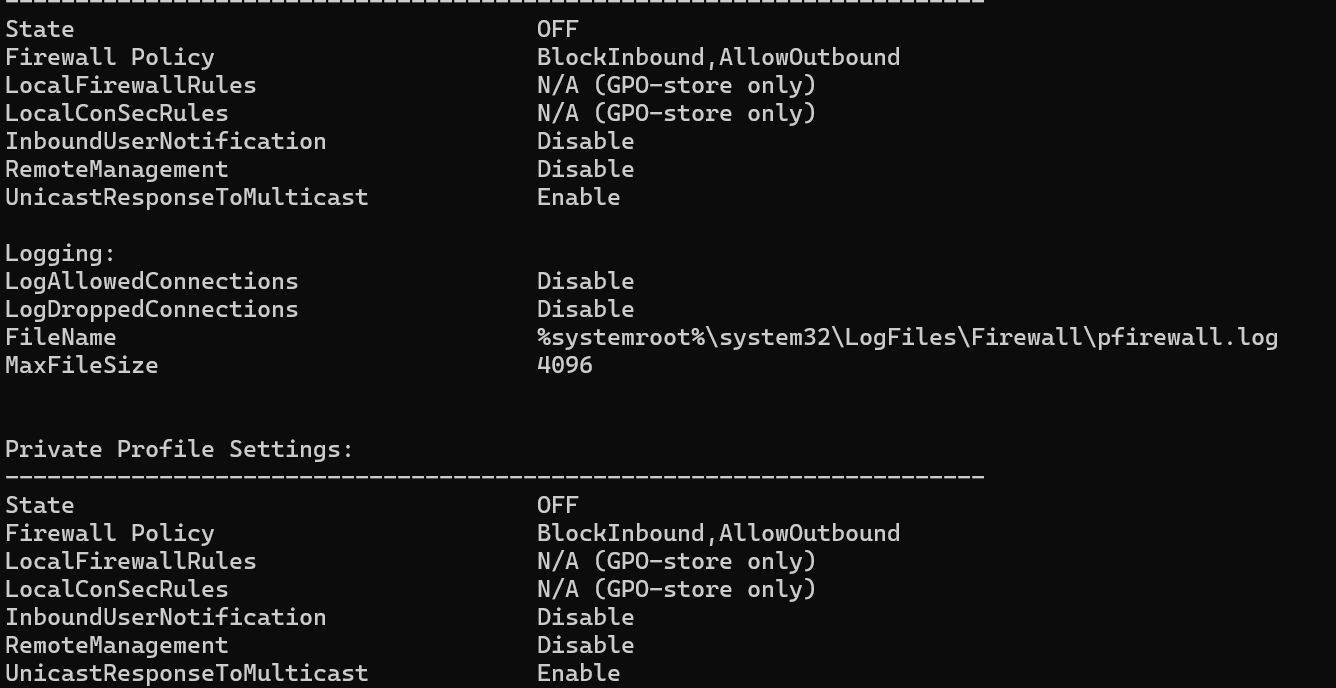 ----------------------------------------------------------------------
State                                 OFF
Firewall Policy                       BlockInbound,AllowOutbound
LocalFirewallRules                    N/A (GPO-store only)
LocalConSecRules                      N/A (GPO-store only)
InboundUserNotification               Disable
RemoteManagement                      Disable
UnicastResponseToMulticast            Enable

Logging:
LogAllowedConnections                 Disable
LogDroppedConnections                 Disable
FileName                              %systemroot%\system32\LogFiles\Firewall\pfirewall.log
MaxFileSize                           4096


Private Profile Settings:
----------------------------------------------------------------------
State                                 OFF
Firewall Policy                       BlockInbound,AllowOutbound
LocalFirewallRules                    N/A (GPO-store only)
LocalConSecRules                      N/A (GPO-store only)
InboundUserNotification               Disable
RemoteManagement                      Disable
UnicastResponseToMulticast            Enable